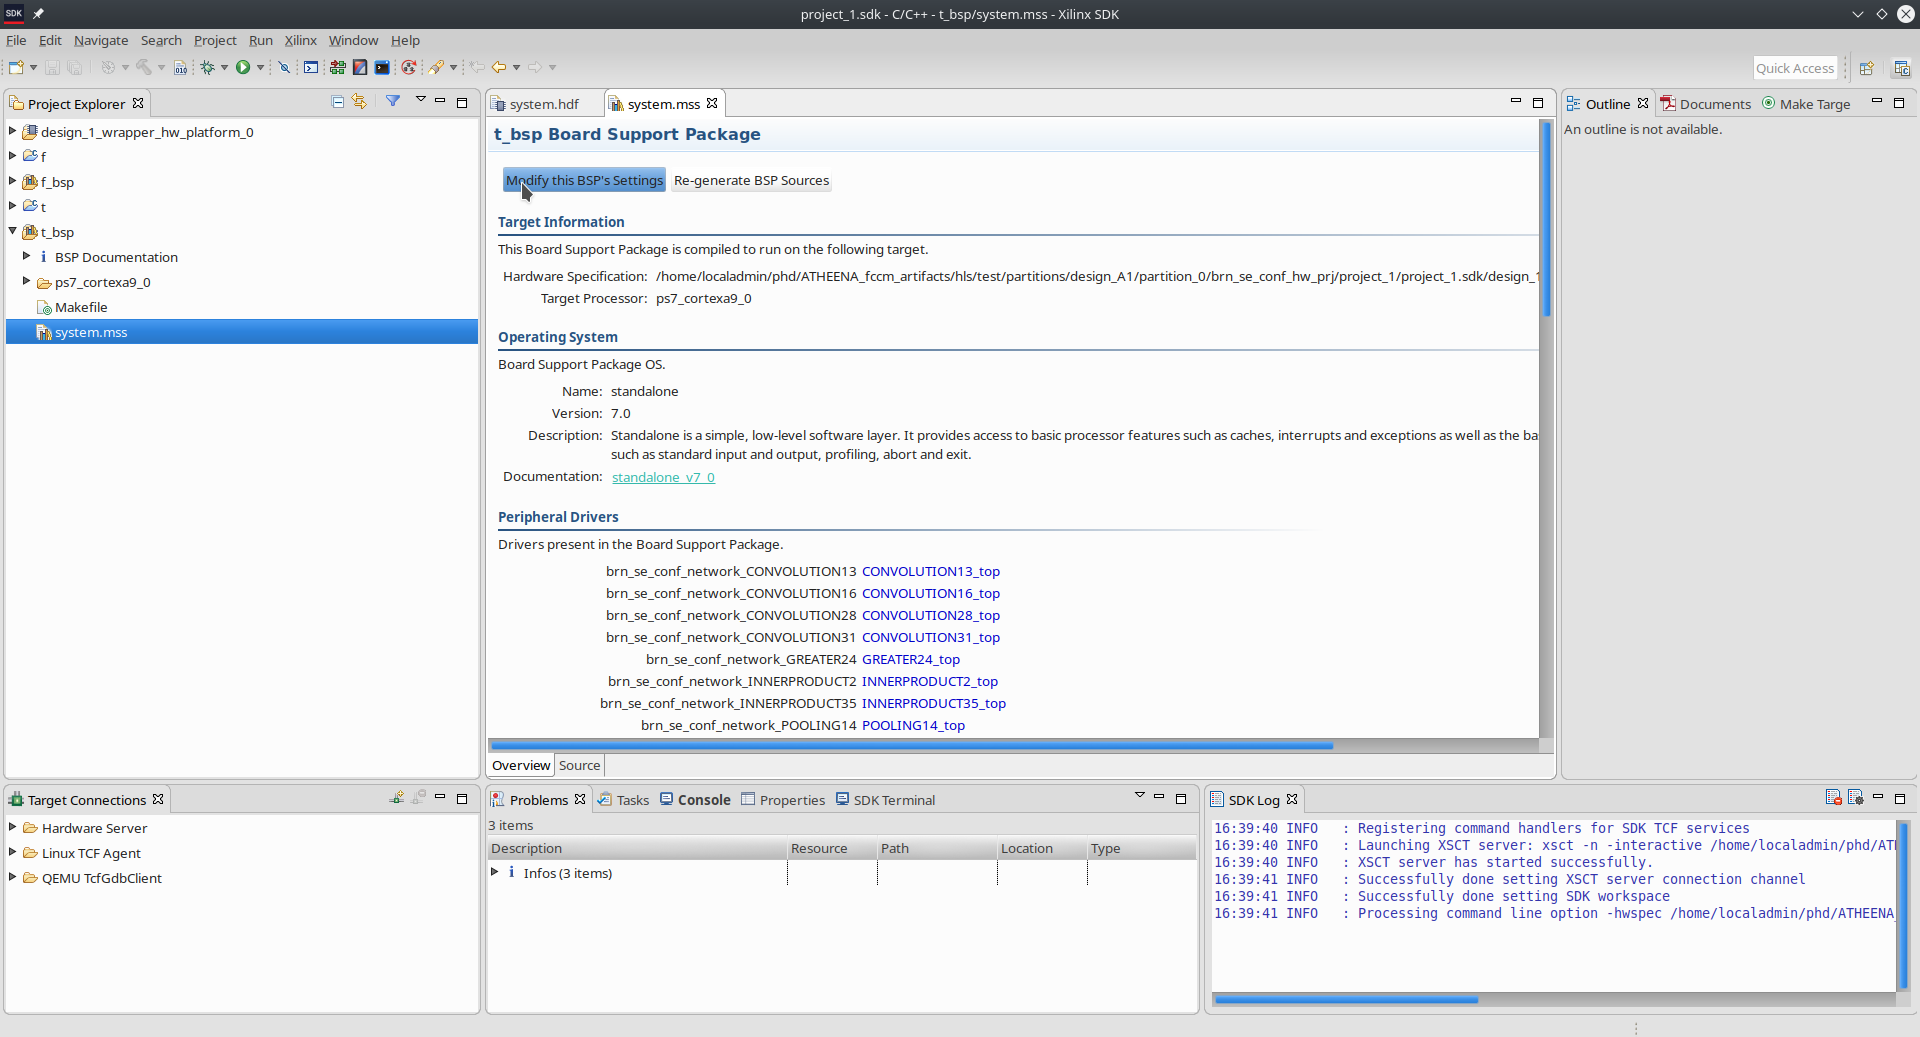 SDK
project_1.sdk - C/C++ - t_bsp/system.mss - Xilinx SDK
File Edit Navigate Search Project Run Xilinx Window Help
010
Quick Access
Project Explorer
design_1_wrapper_hw_platform_0
f
f_bsp
t
t_bsp
BSP Documentation
ps7_cortexa9_0
Makefile
system.mss
system.hdf
system.mss
t_bsp Board Support Package
Modify this BSP's Settings Re-generate BSP Sources
Target Information
This Board Support Package is compiled to run on the following target.
Hardware Specification: /home/localadmin/phd/ATHEENA_fccm_artifacts/hls/test/partitions/design_A1/partition_0/brn_se_conf_hw_prj/project_1/project_1.sdk/design_1
Target Processor: ps7_cortexa9_0
Operating System
Board Support Package OS.
Name: standalone
Version: 7.0
Description: Standalone is a simple, low-level software layer. It provides access to basic processor features such as caches, interrupts and exceptions as well as the ba
such as standard input and output, profiling, abort and exit.
Documentation: standalone_v7_0
Peripheral Drivers
Drivers present in the Board Support Package.
brn_se_conf_network_CONVOLUTION13 CONVOLUTION13_top
brn_se_conf_network_CONVOLUTION16 CONVOLUTION16_top
brn_se_conf_network_CONVOLUTION28 CONVOLUTION28_top
brn_se_conf_network_CONVOLUTION31 CONVOLUTION31_top
brn_se_conf_network_GREATER24 GREATER24_top
brn_se_conf_network_INNERPRODUCT2 INNERPRODUCT2_top
brn_se_conf_network_INNERPRODUCT35 INNERPRODUCT35_top
brn_se_conf_network_POOLING14 POOLING14_top
Overview Source
Outline Documents Make Targe
An outline is not available.
Target Connections
Hardware Server
Linux TCF Agent
QEMU TcfGdbClient
Problems Tasks Console Properties SDK Terminal
3 items
Description Resource Path Location Type
Infos (3 items)
SDK Log
16:39:40 INFO : Registering command handlers for SDK TCF services
16:39:40 INFO : Launching XSCT server: xsct -n -interactive /home/localadmin/phd/ATH
16:39:40 INFO : XSCT server has started successfully.
16:39:41 INFO : Successfully done setting XSCT server connection channel
16:39:41 INFO : Successfully done setting SDK workspace
16:39:41 INFO : Processing command line option -hwspec /home/localadmin/phd/ATHEENA_